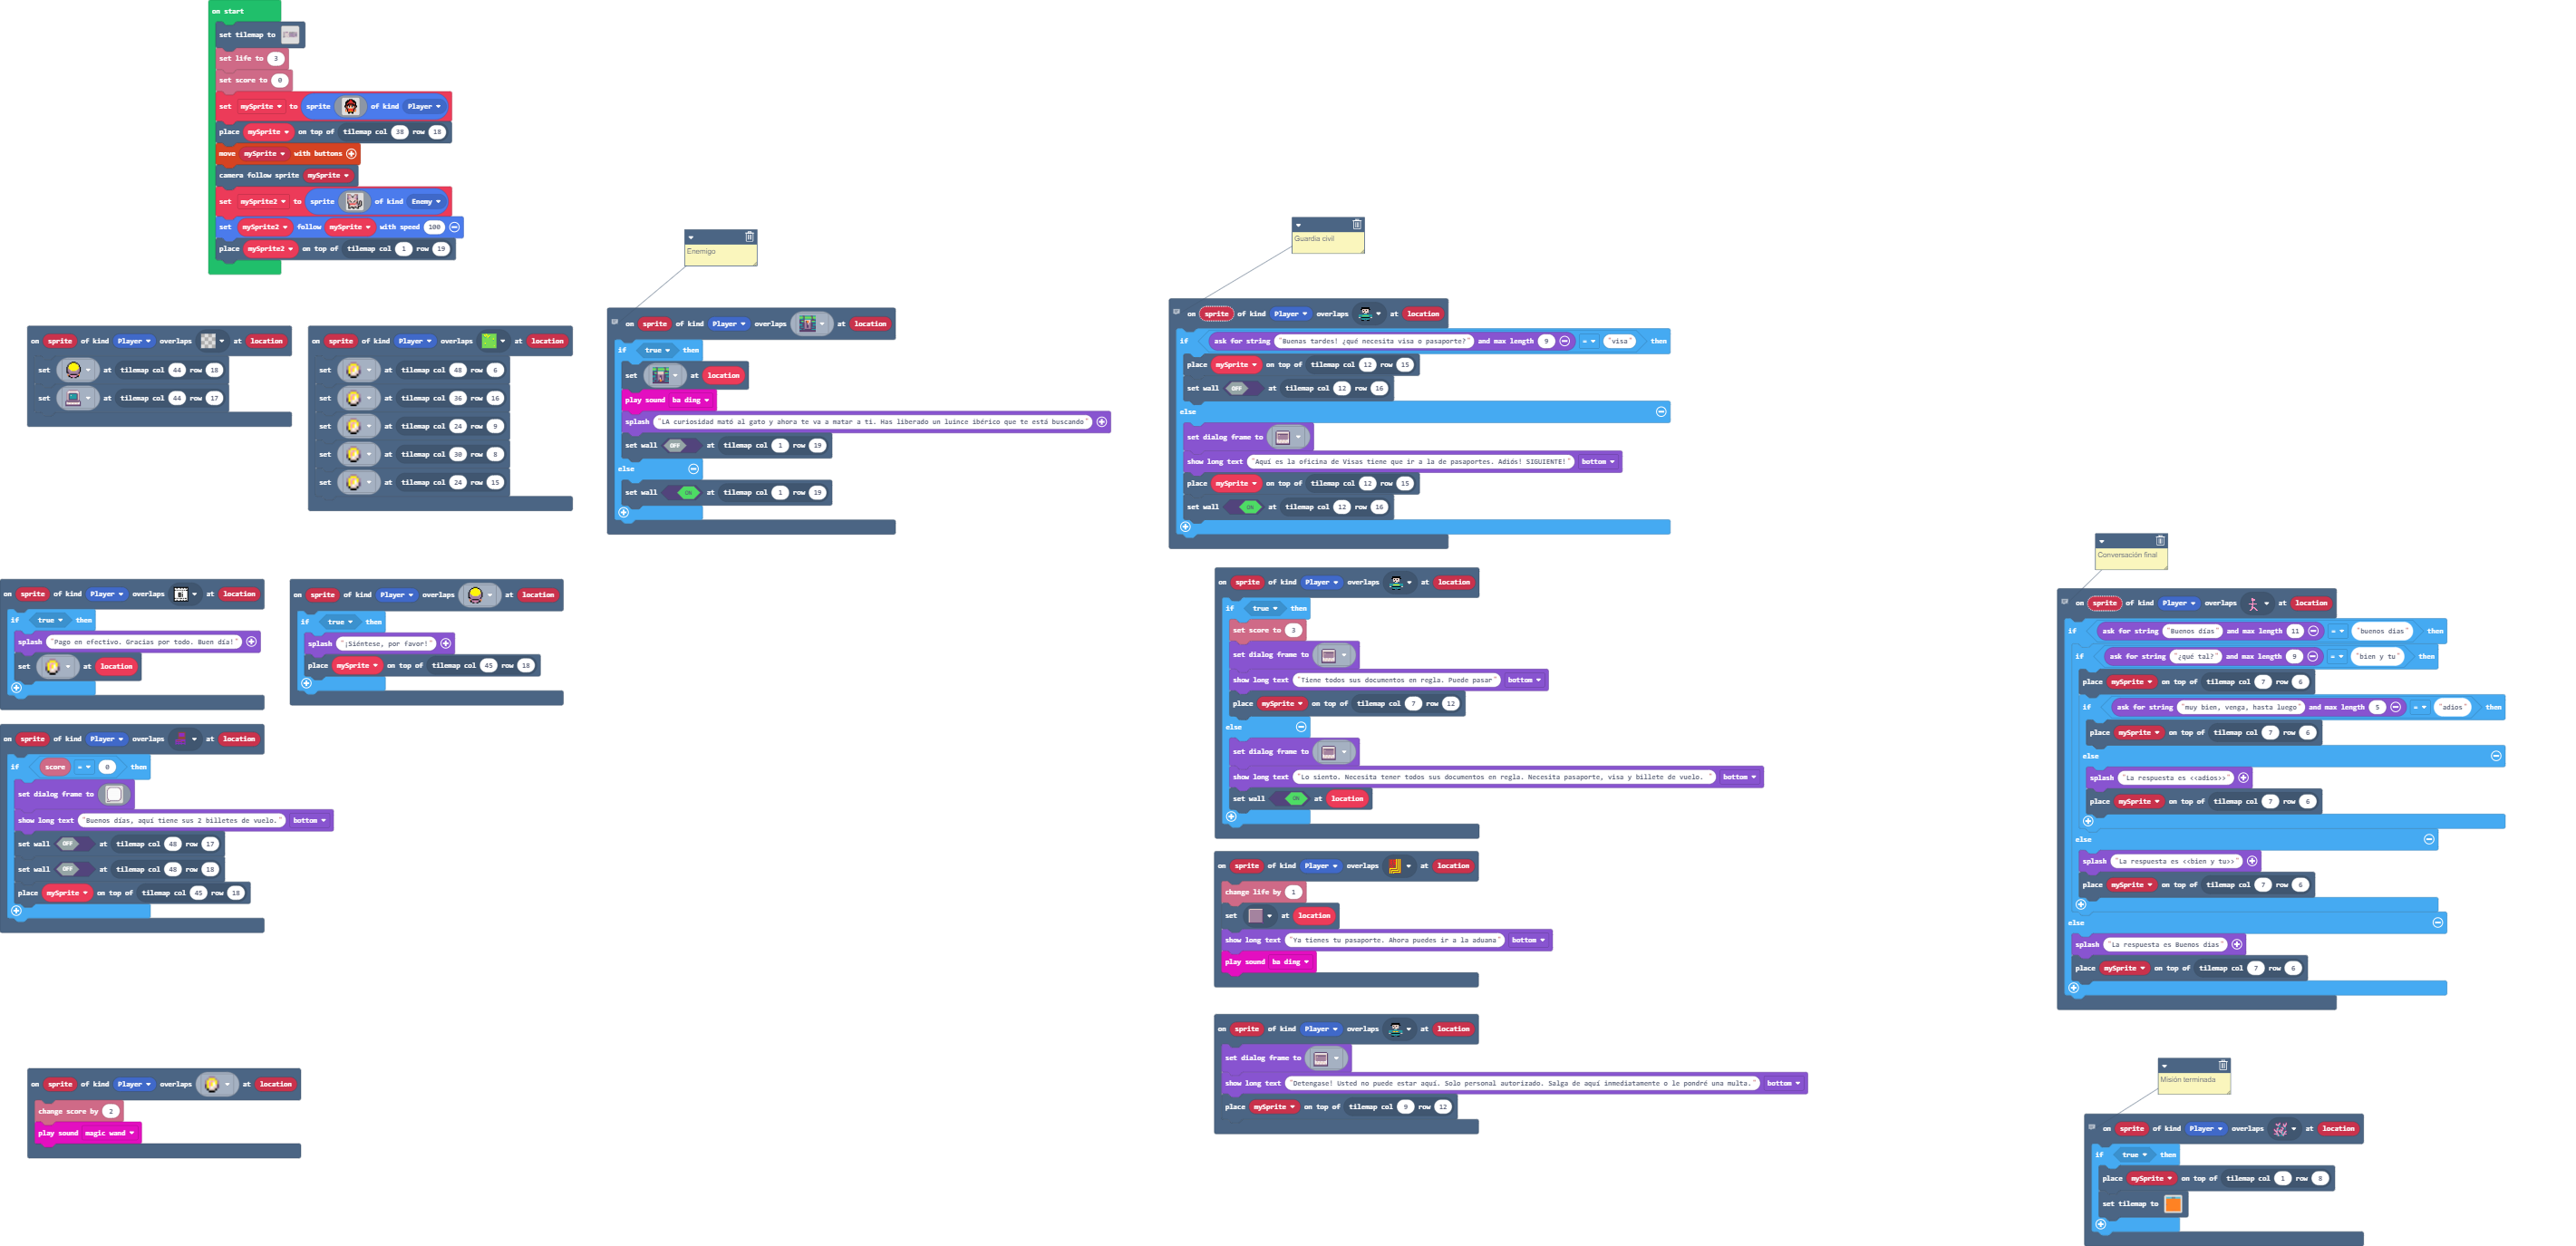 on start
set tilemap to
set life to 3
set score to 0
set mySprite to sprite of kind Player
place mySprite on top of tilemap col 38 row 18
move mySprite with buttons
camera follow sprite mySprite
set mySprite2 to sprite of kind Enemy
set mySprite2 follow mySprite with speed 100
place mySprite2 on top of tilemap col 1 row 19
on sprite of kind Player overlaps at location
set at tilemap col 44 row 18
set at tilemap col 44 row 17
on sprite of kind Player overlaps at location
set at tilemap col 48 row 6
set at tilemap col 36 row 16
set at tilemap col 24 row 9
set at tilemap col 30 row 8
set at tilemap col 24 row 15
Enemigo
on sprite of kind Player overlaps at location
if true then
set at location
play sound ba ding
splash "LA curiosidad mató al gato y ahora te va a matar a ti. Has liberado un luince ibérico que te está buscando"
set wall OFF at tilemap col 1 row 19
else
set wall ON at tilemap col 1 row 19
Guardia civil
on sprite of kind Player overlaps at location
if ask for string "Buenas tardes! ¿qué necesita visa o pasaporte?" and max length 9 = "visa" then
place mySprite on top of tilemap col 12 row 15
set wall OFF at tilemap col 12 row 16
else
set dialog frame to
show long text "Aquí es la oficina de Visas tiene que ir a la de pasaportes. Adiós! SIGUIENTE!" bottom
place mySprite on top of tilemap col 12 row 15
set wall ON at tilemap col 12 row 16
on sprite of kind Player overlaps at location
if true then
splash "Pago en efectivo. Gracias por todo. Buen día!"
set at location
on sprite of kind Player overlaps at location
if true then
splash "¡Siéntese, por favor!"
place mySprite on top of tilemap col 45 row 18
on sprite of kind Player overlaps at location
if score = 0 then
set dialog frame to
show long text "Buenos días, aquí tiene sus 2 billetes de vuelo." bottom
set wall OFF at tilemap col 48 row 17
set wall OFF at tilemap col 48 row 18
place mySprite on top of tilemap col 45 row 18
on sprite of kind Player overlaps at location
change score by 2
play sound magic wand
on sprite of kind Player overlaps at location
if true then
set score to 3
set dialog frame to
show long text "Tiene todos sus documentos en regla. Puede pasar" bottom
place mySprite on top of tilemap col 7 row 12
else
set dialog frame to
show long text "Lo siento. Necesita tener todos sus documentos en regla. Necesita pasaporte, visa y billete de vuelo. " bottom
set wall ON at location
on sprite of kind Player overlaps at location
change life by 1
set at location
show long text "Ya tienes tu pasaporte. Ahora puedes ir a la aduana" bottom
play sound ba ding
on sprite of kind Player overlaps at location
set dialog frame to
show long text "Detengase! Usted no puede estar aquí. Solo personal autorizado. Salga de aquí inmediatamente o le pondré una multa." bottom
place mySprite on top of tilemap col 9 row 12
Conversación final
on sprite of kind Player overlaps at location
if ask for string "Buenos días" and max length 11 = "buenos dias" then
if ask for string "¿qué tal?" and max length 9 = "bien y tu" then
place mySprite on top of tilemap col 7 row 6
if ask for string "muy bien, venga, hasta luego" and max length 5 = "adios" then
place mySprite on top of tilemap col 7 row 6
else
splash "La respuesta es <<adios>>"
place mySprite on top of tilemap col 7 row 6
else
splash "La respuesta es <<bien y tu>>"
place mySprite on top of tilemap col 7 row 6
else
splash "La respuesta es Buenos dias"
place mySprite on top of tilemap col 7 row 6
Misión terminada
on sprite of kind Player overlaps at location
if true then
place mySprite on top of tilemap col 1 row 8
set tilemap to